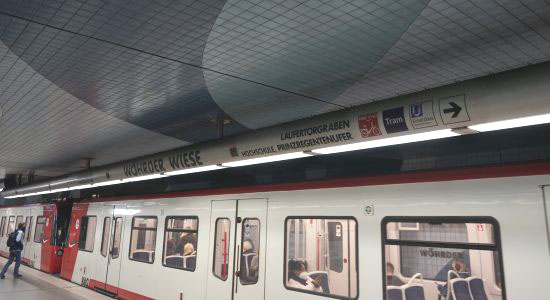 WÖHRDER WIESE
LAUFERTORGRABEN
HOCHSCHULE, PRINZREGENTENUFER
Tram
U
WÖHRDER